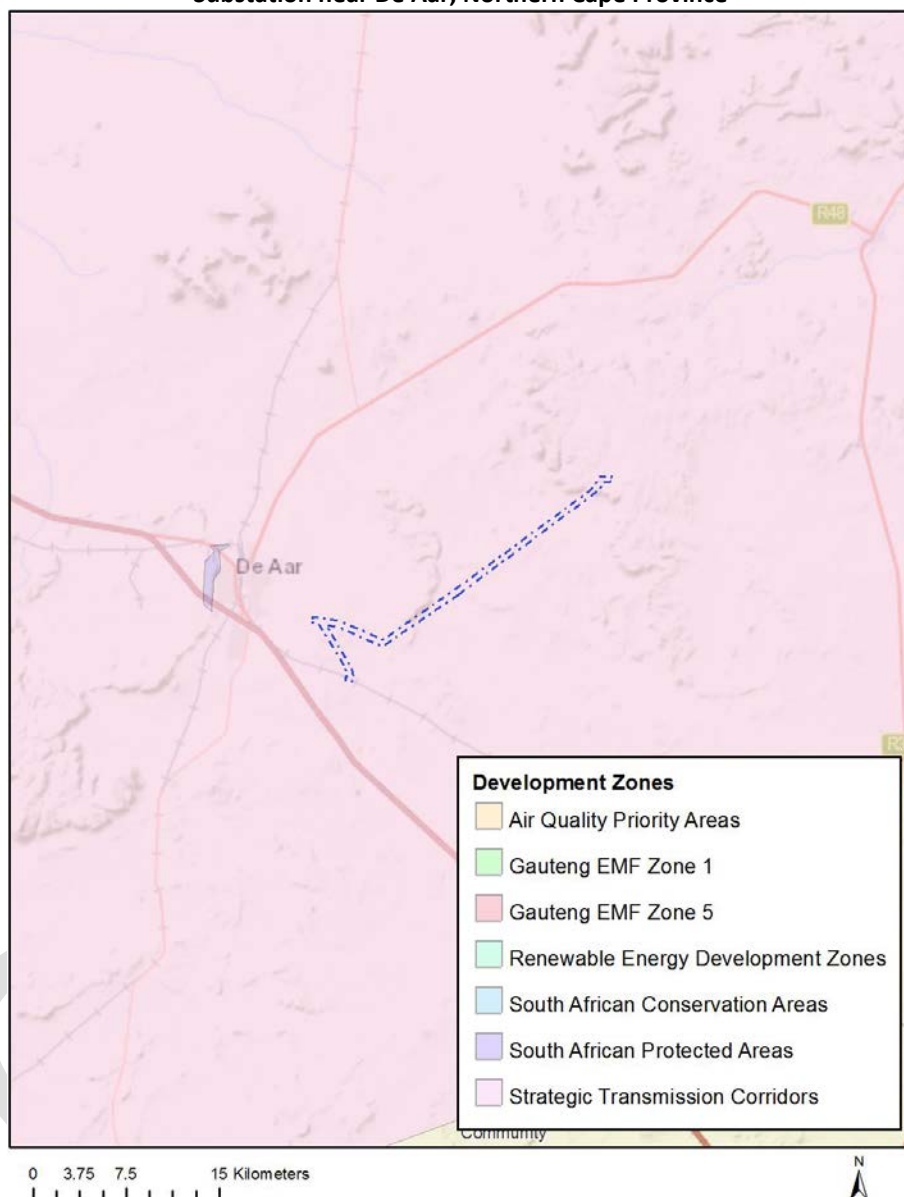 Substation near De Aar, Northern Cape Province
R48
De Aar
R3
Development Zones
Air Quality Priority Areas
Gauteng EMF Zone 1
Gauteng EMF Zone 5
Renewable Energy Development Zones
South African Conservation Areas
South African Protected Areas
Strategic Transmission Corridors
Community
0 3.75 7.5 15 Kilometers
N